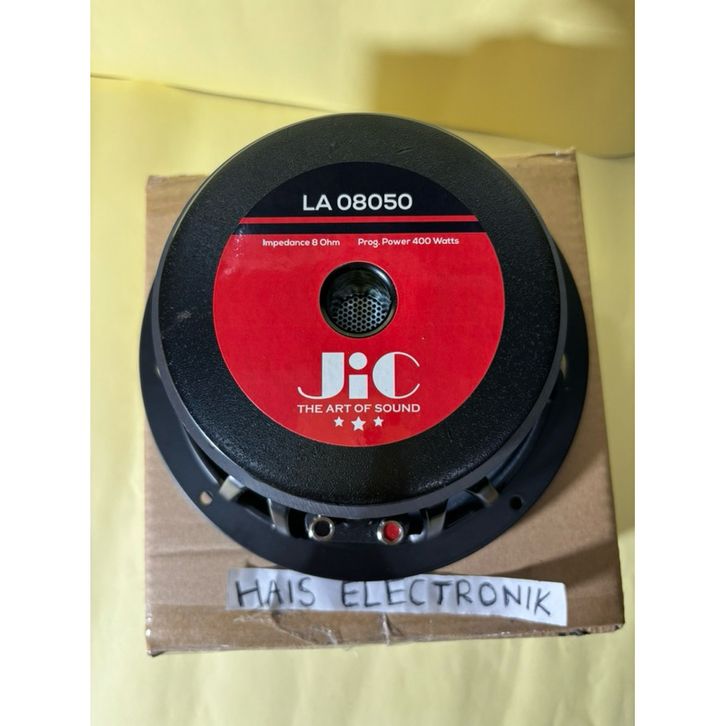 LA 08050
Impedance 8 Ohm Prog. Power 400 Watts
JiC
THE ART OF SOUND
HAIS ELECTRONIK